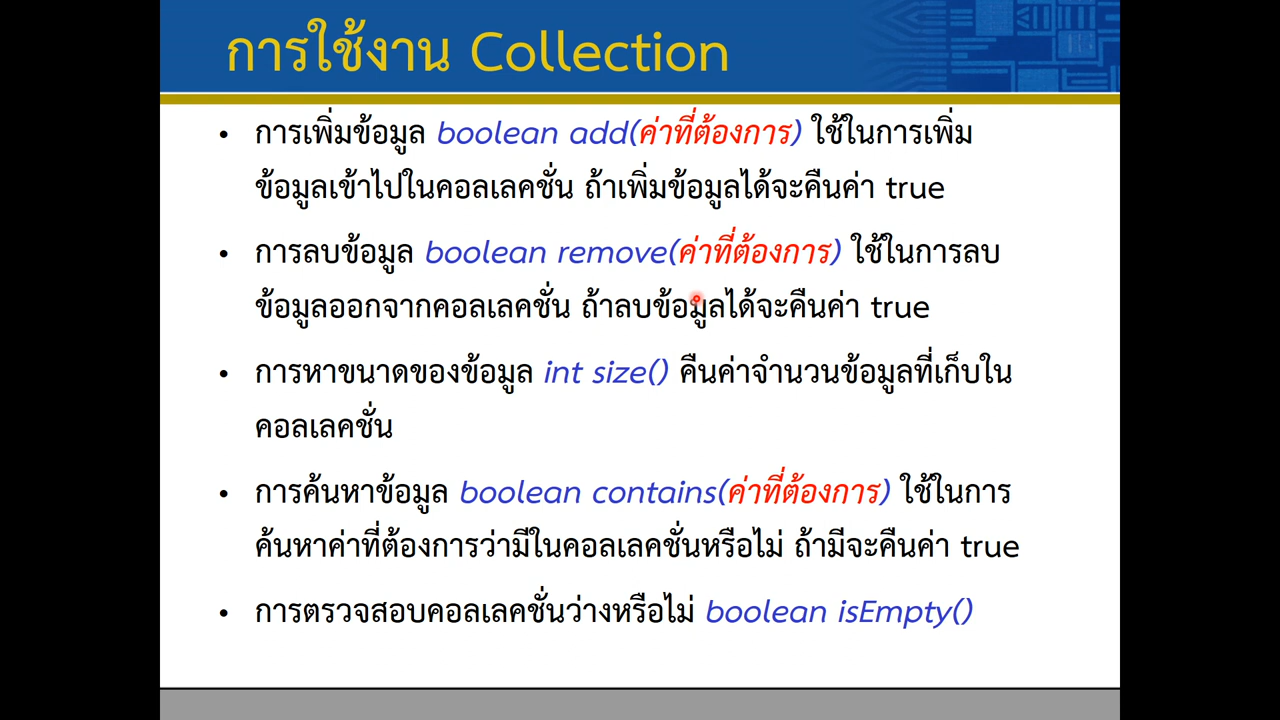 การใช้งาน Collection
• การเพิ่มข้อมูล boolean add(ค่าที่ต้องการ) ใช้ในการเพิ่ม
ข้อมูลเข้าไปในคอลเลคชั่น ถ้าเพิ่มข้อมูลได้จะคืนค่า true
• การลบข้อมูล boolean remove(ค่าที่ต้องการ) ใช้ในการลบ
ข้อมูลออกจากคอลเลคชั่น ถ้าลบข้อมูลได้จะคืนค่า true
• การหาขนาดของข้อมูล int size() คืนค่าจำนวนข้อมูลที่เก็บใน
คอลเลคชั่น
• การค้นหาข้อมูล boolean contains(ค่าที่ต้องการ) ใช้ในการ
ค้นหาค่าที่ต้องการว่ามีในคอลเลคชั่นหรือไม่ ถ้ามีจะคืนค่า true
• การตรวจสอบคอลเลคชั่นว่างหรือไม่ boolean isEmpty()